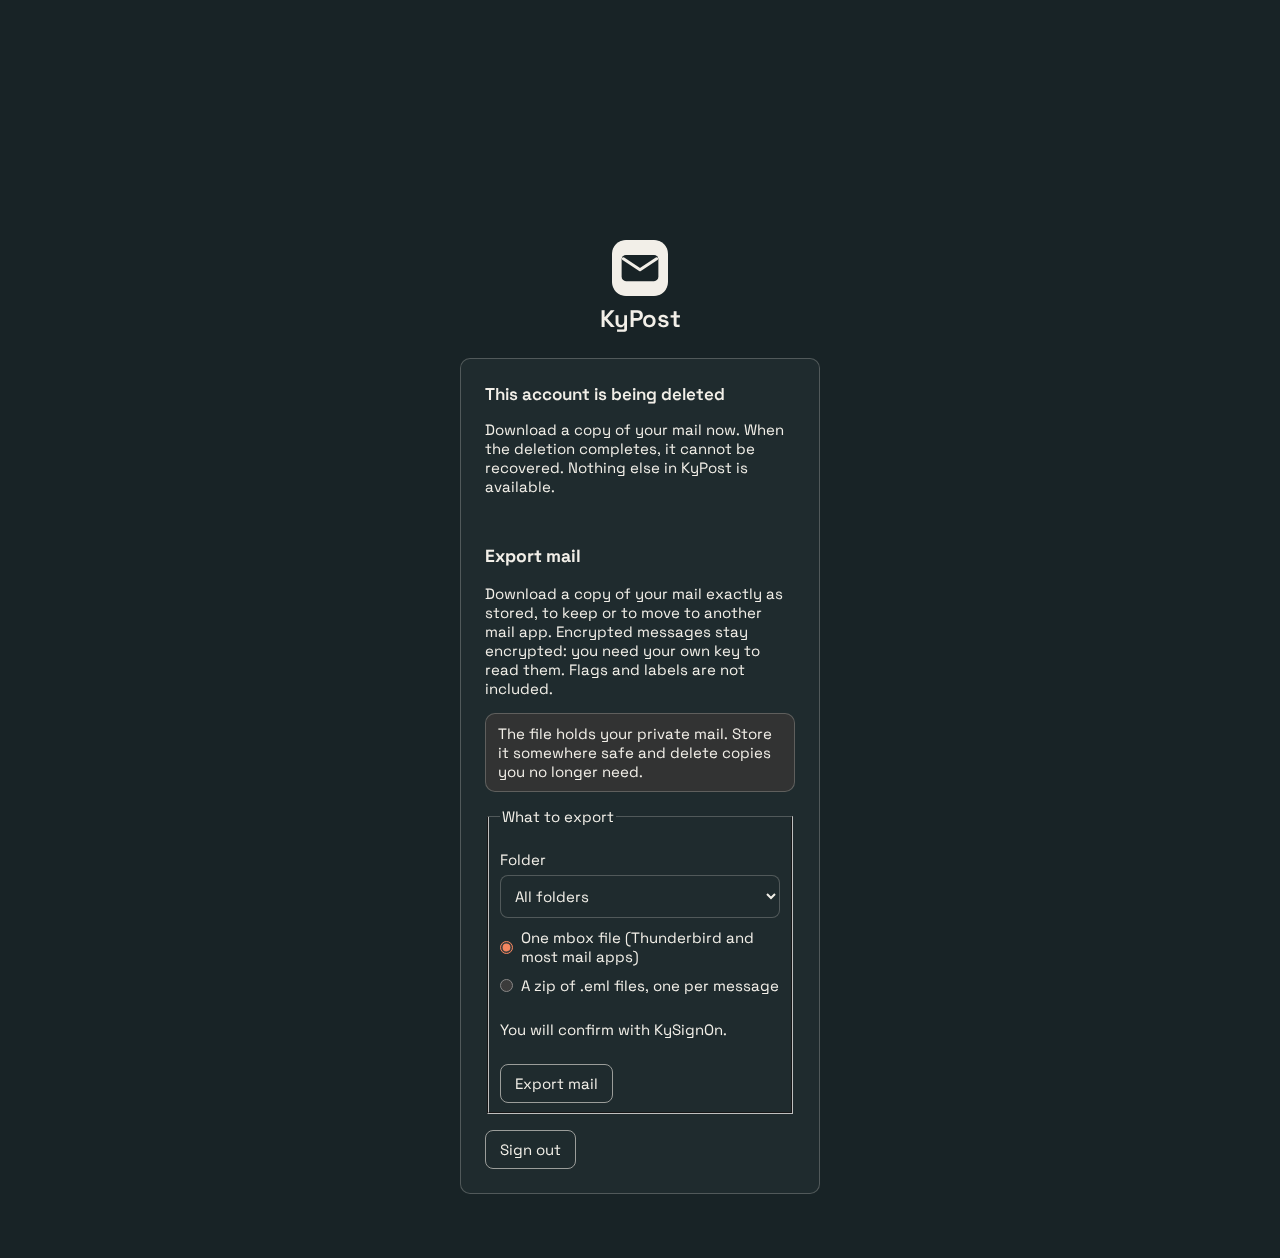 KyPost
This account is being deleted
Download a copy of your mail now. When
the deletion completes, it cannot be
recovered. Nothing else in KyPost is
available.
Export mail
Download a copy of your mail exactly as
stored, to keep or to move to another
mail app. Encrypted messages stay
encrypted: you need your own key to
read them. Flags and labels are not
included.
The file holds your private mail. Store
it somewhere safe and delete copies
you no longer need.
What to export
Folder
All folders
One mbox file (Thunderbird and
most mail apps)
A zip of .eml files, one per message
You will confirm with KySignOn.
Export mail
Sign out